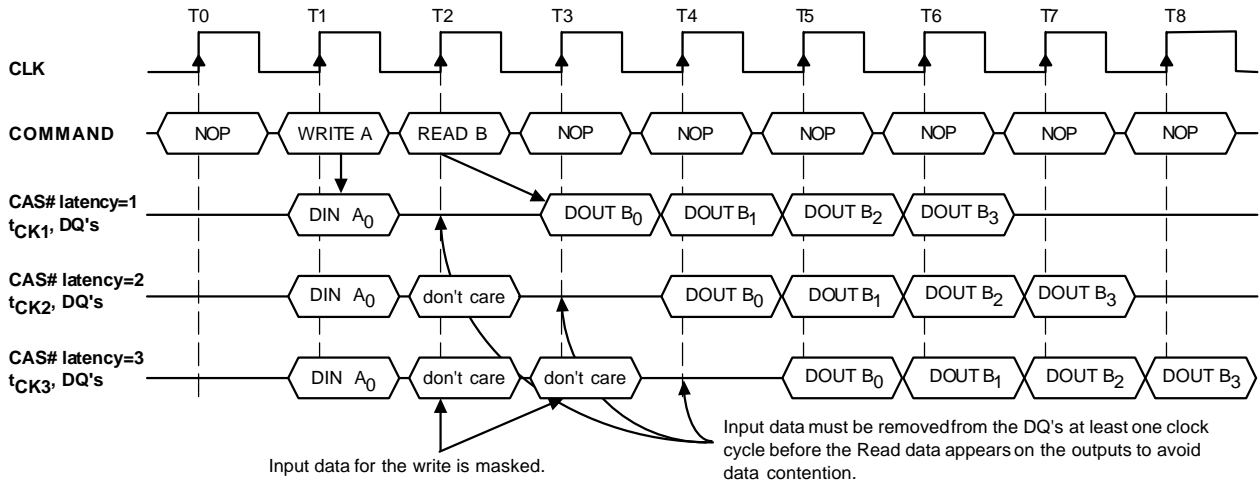 T0 T1 T2 T3 T4 T5 T6 T7 T8
CLK
COMMAND NOP WRITE A READ B NOP NOP NOP NOP NOP NOP
CAS# latency=1
tCK1, DQ's DIN A0 DOUT B0 DOUT B1 DOUT B2 DOUT B3
CAS# latency=2
tCK2, DQ's DIN A0 don't care DOUT B0 DOUT B1 DOUT B2 DOUT B3
CAS# latency=3
tCK3, DQ's DIN A0 don't care don't care DOUT B0 DOUT B1 DOUT B2 DOUT B3
Input data for the write is masked.
Input data must be removed from the DQ's at least one clock
cycle before the Read data appears on the outputs to avoid
data contention.